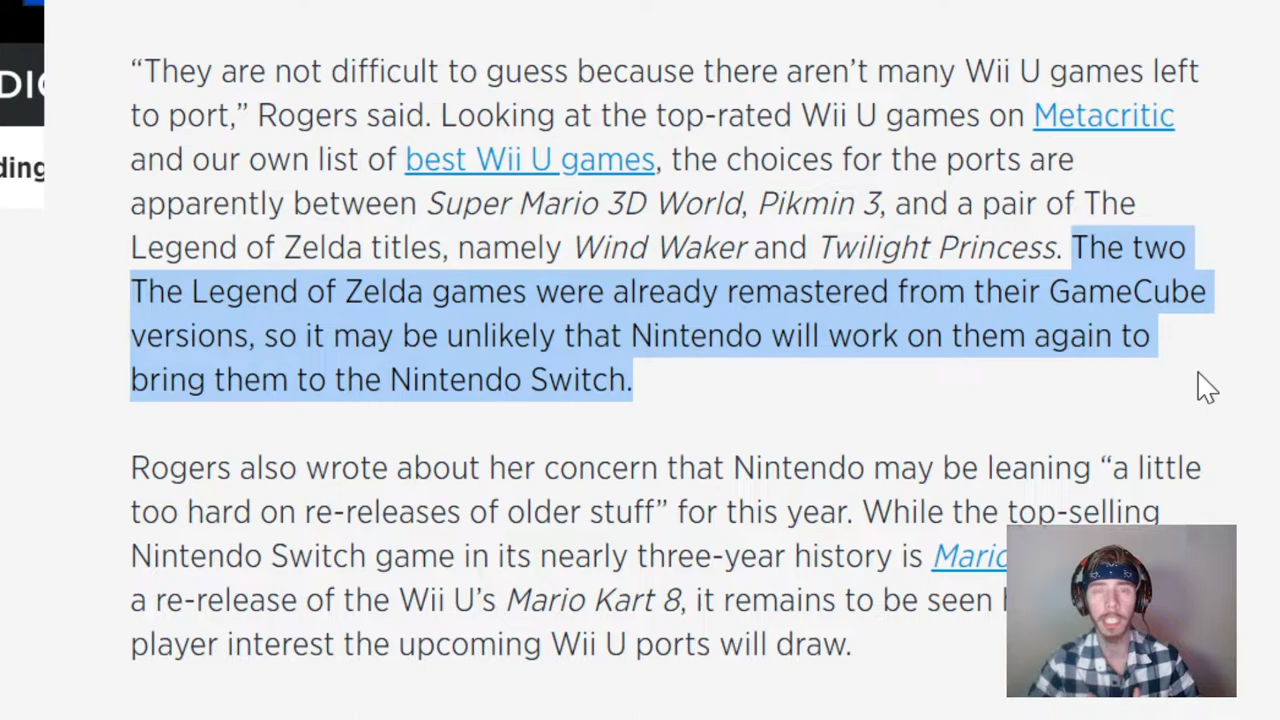 “They are not difficult to guess because there aren’t many Wii U games left
to port,” Rogers said. Looking at the top-rated Wii U games on Metacritic
and our own list of best Wii U games, the choices for the ports are
apparently between Super Mario 3D World, Pikmin 3, and a pair of The
Legend of Zelda titles, namely Wind Waker and Twilight Princess. The two
The Legend of Zelda games were already remastered from their GameCube
versions, so it may be unlikely that Nintendo will work on them again to
bring them to the Nintendo Switch.
Rogers also wrote about her concern that Nintendo may be leaning “a little
too hard on re-releases of older stuff” for this year. While the top-selling
Nintendo Switch game in its nearly three-year history is Mario
a re-release of the Wii U’s Mario Kart 8, it remains to be seen
player interest the upcoming Wii U ports will draw.